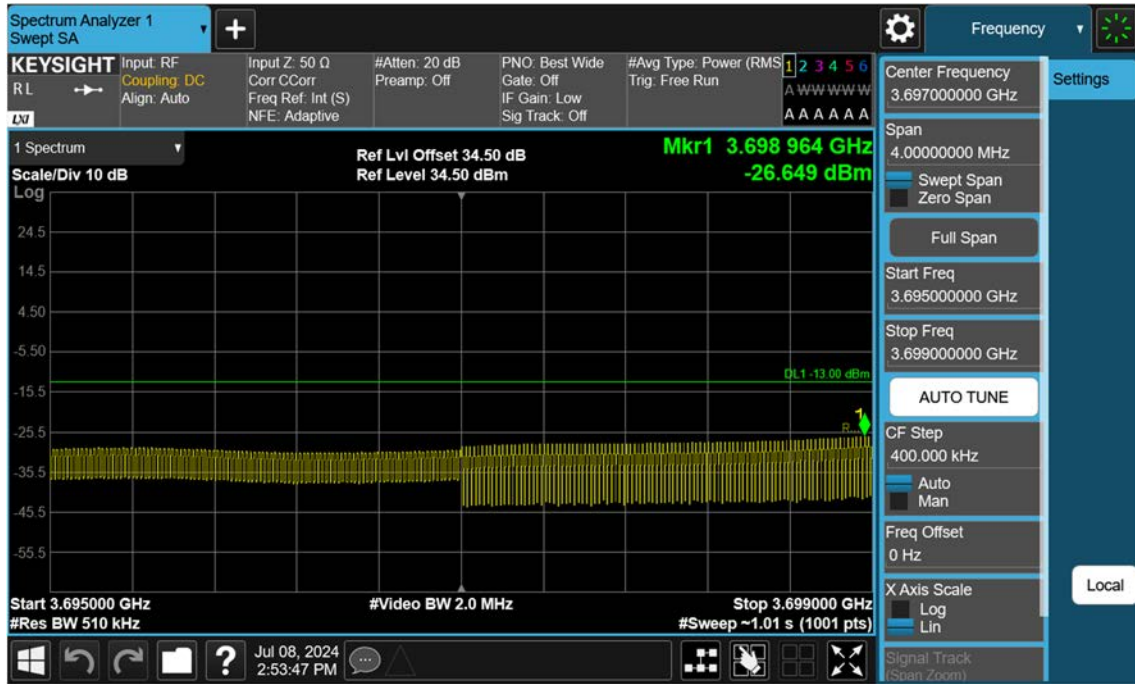 Spectrum Analyzer 1
Swept SA
+
Frequency
KEYSIGHT
RL
LXI
Input: RF
Coupling: DC
Align: Auto
Input Z: 50 Ω
Corr CCorr
Freq Ref: Int (S)
NFE: Adaptive
#Atten: 20 dB
Preamp: Off
PNO: Best Wide
Gate: Off
IF Gain: Low
Sig Track: Off
#Avg Type: Power (RMS
Trig: Free Run
1 2 3 4 5 6
A W W W W W
A A A A A A
1 Spectrum
Scale/Div 10 dB
Log
Ref Lvl Offset 34.50 dB
Ref Level 34.50 dBm
Mkr1 3.698 964 GHz
-26.649 dBm
24.5
14.5
4.50
-5.50
-15.5
-25.5
-35.5
-45.5
-55.5
DL1 -13.00 dBm
1
R...
Start 3.695000 GHz
#Res BW 510 kHz
#Video BW 2.0 MHz
Stop 3.699000 GHz
#Sweep ~1.01 s (1001 pts)
Center Frequency
3.697000000 GHz
Span
4.00000000 MHz
Swept Span
Zero Span
Full Span
Start Freq
3.695000000 GHz
Stop Freq
3.699000000 GHz
AUTO TUNE
CF Step
400.000 kHz
Auto
Man
Freq Offset
0 Hz
X Axis Scale
Log
Lin
Signal Track
(Span Zoom)
Settings
Local
?
Jul 08, 2024
2:53:47 PM